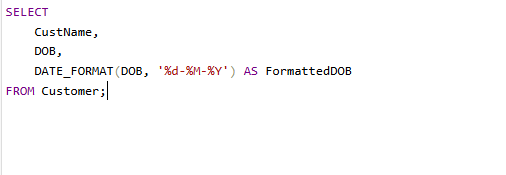 SELECT
    CustName,
    DOB,
    DATE_FORMAT(DOB, '%d-%M-%Y') AS FormattedDOB
FROM Customer;